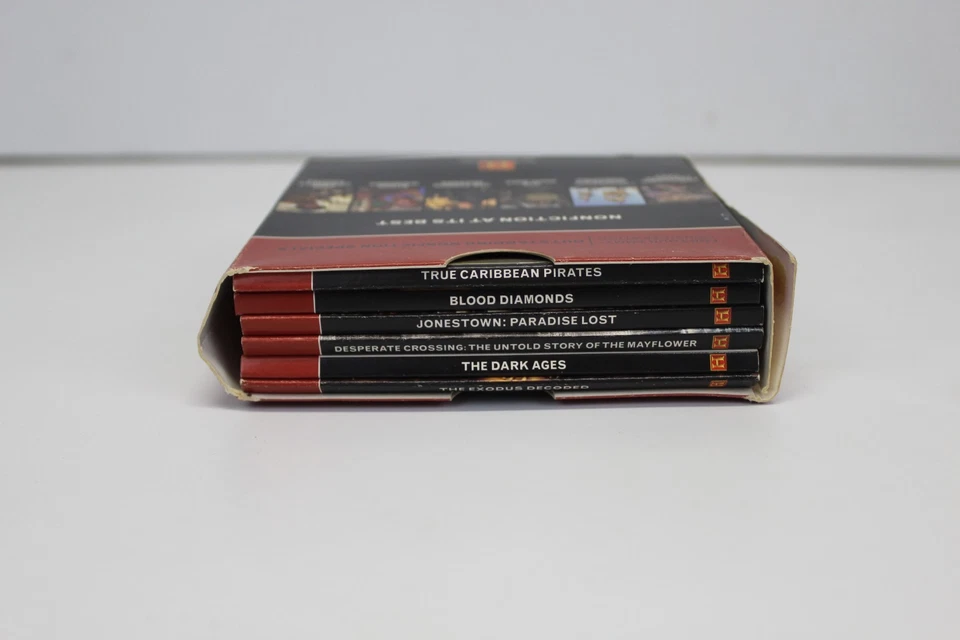 NONFICTION AT ITS BEST
TRUE CARIBBEAN PIRATES
BLOOD DIAMONDS
JONESTOWN: PARADISE LOST
DESPERATE CROSSING: THE UNTOLD STORY OF THE MAYFLOWER
THE DARK AGES
THE EXODUS DECODED